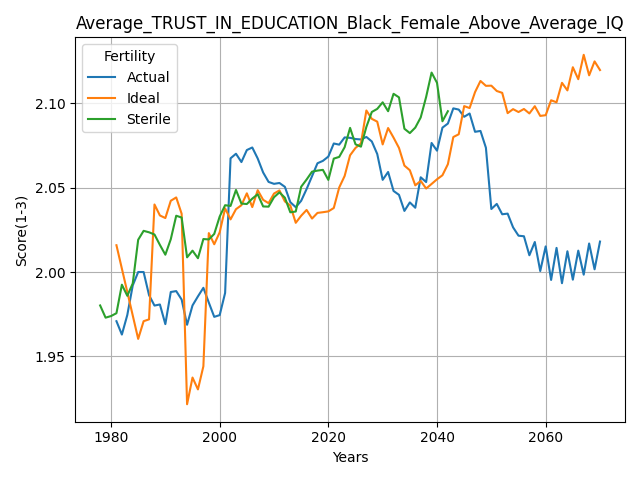 Average_TRUST_IN_EDUCATION_Black_Female_Above_Average_IQ
Fertility
Actual
Ideal
Sterile
2.10
2.05
2.00
1.95
Score(1-3)
1980
2000
2020
2040
2060
Years